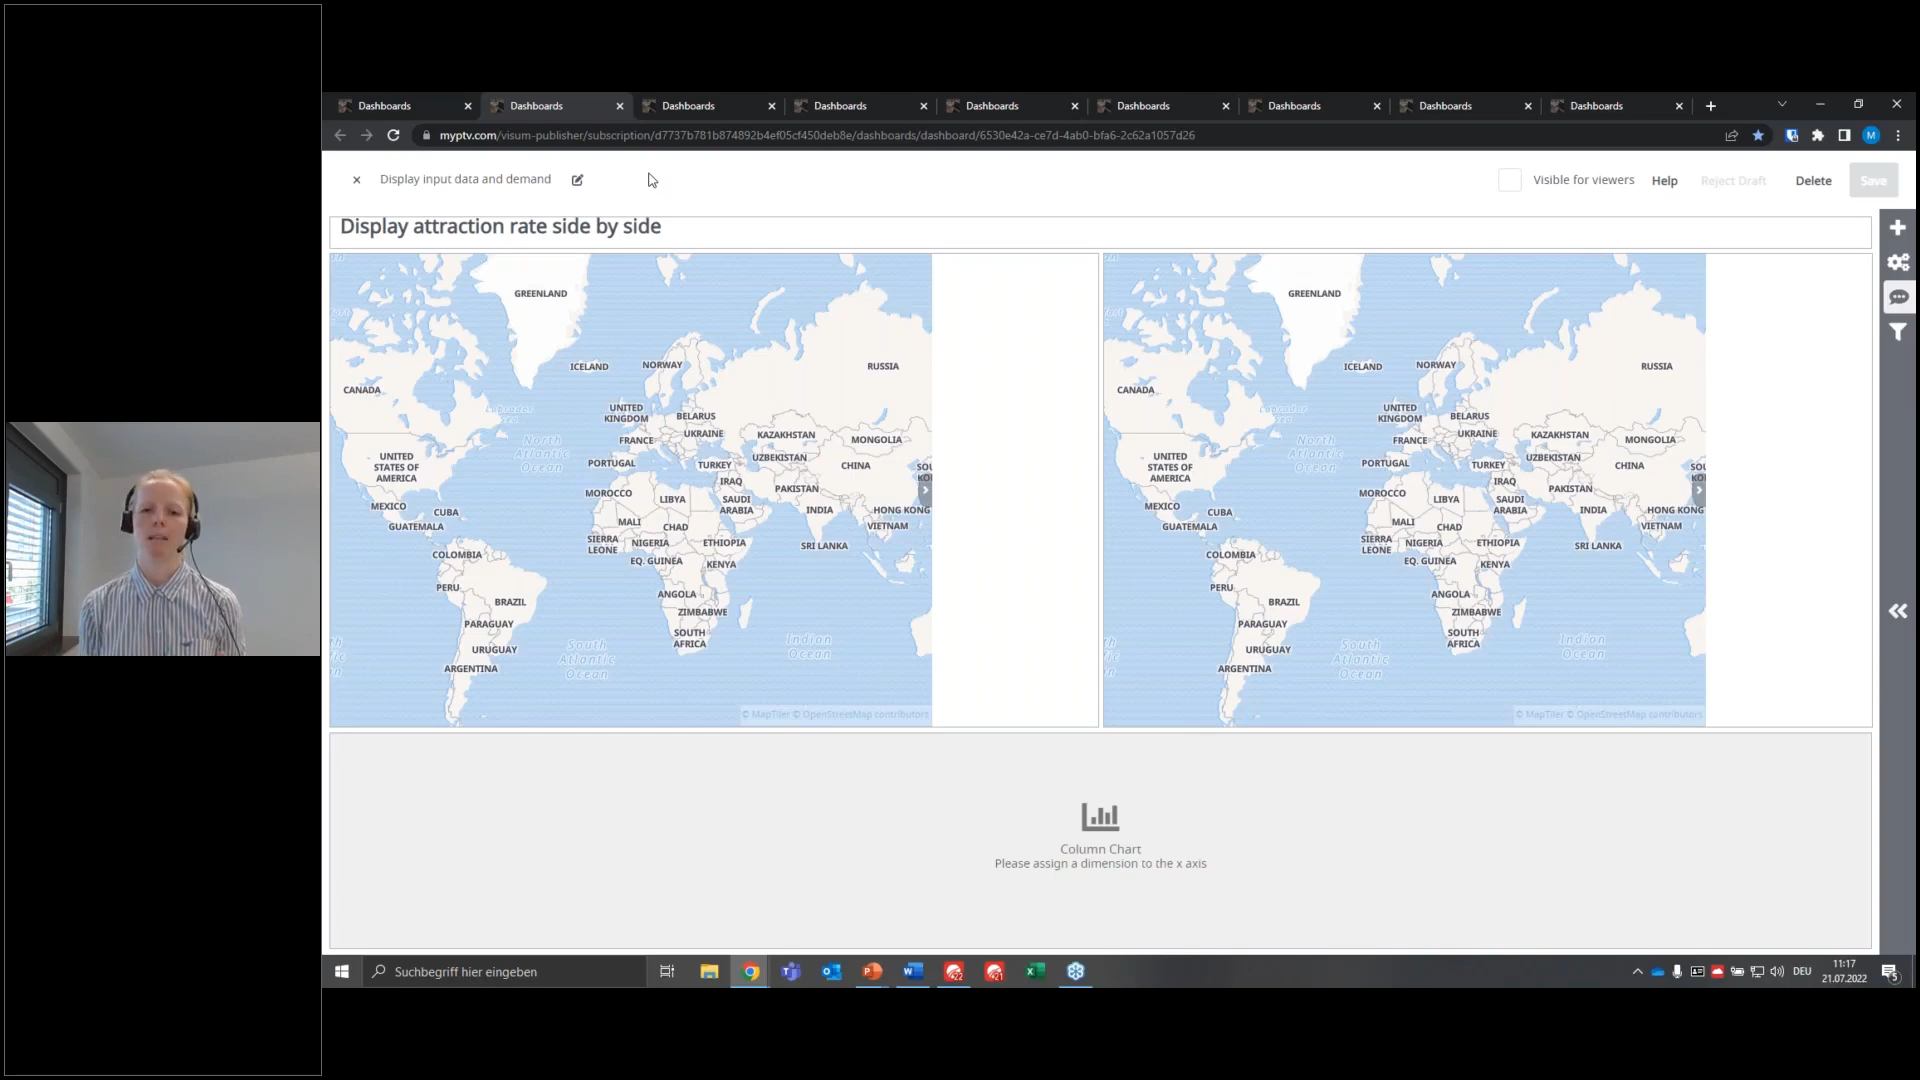 Dashboards
Dashboards
Dashboards
Dashboards
Dashboards
Dashboards
Dashboards
Dashboards
Dashboards
myptv.com/visum-publisher/subscription/d7737b781b874892b4ef05cf450deb8e/dashboards/dashboard/6530e42a-ce7d-4ab0-bfa6-2c62a1057d26
M
Display input data and demand
Visible for viewers
Help
Reject Draft
Delete
Save
Display attraction rate side by side
GREENLAND
ICELAND
NORWAY
RUSSIA
CANADA
Labrador
Sea
UNITED
KINGDOM
BELARUS
UKRAINE
FRANCE
KAZAKHSTAN
MONGOLIA
North
Atlantic
Ocean
UNITED
STATES OF
AMERICA
PORTUGAL
TURKEY
UZBEKISTAN
CHINA
IRAQ
PAKISTAN
MOROCCO
LIBYA
SAUDI
ARABIA
INDIA
HONG KONG
MEXICO
CUBA
GUATEMALA
MALI
CHAD
VIETNAM
SIERRA
LEONE
NIGERIA
ETHIOPIA
SRI LANKA
COLOMBIA
EQ. GUINEA
KENYA
PERU
BRAZIL
ANGOLA
ZIMBABWE
PARAGUAY
SOUTH
AFRICA
URUGUAY
ARGENTINA
South
Atlantic
Ocean
Indian
Ocean
© MapTiler © OpenStreetMap contributors
GREENLAND
ICELAND
NORWAY
RUSSIA
CANADA
Labrador
Sea
UNITED
KINGDOM
BELARUS
UKRAINE
FRANCE
KAZAKHSTAN
MONGOLIA
North
Atlantic
Ocean
UNITED
STATES OF
AMERICA
PORTUGAL
TURKEY
UZBEKISTAN
CHINA
IRAQ
PAKISTAN
MOROCCO
LIBYA
SAUDI
ARABIA
INDIA
HONG KONG
MEXICO
CUBA
GUATEMALA
MALI
CHAD
VIETNAM
SIERRA
LEONE
NIGERIA
ETHIOPIA
SRI LANKA
COLOMBIA
EQ. GUINEA
KENYA
PERU
BRAZIL
ANGOLA
ZIMBABWE
PARAGUAY
SOUTH
AFRICA
URUGUAY
ARGENTINA
South
Atlantic
Ocean
Indian
Ocean
© MapTiler © OpenStreetMap contributors
Column Chart
Please assign a dimension to the x axis
Suchbegriff hier eingeben
DEU
11:17
21.07.2022
5